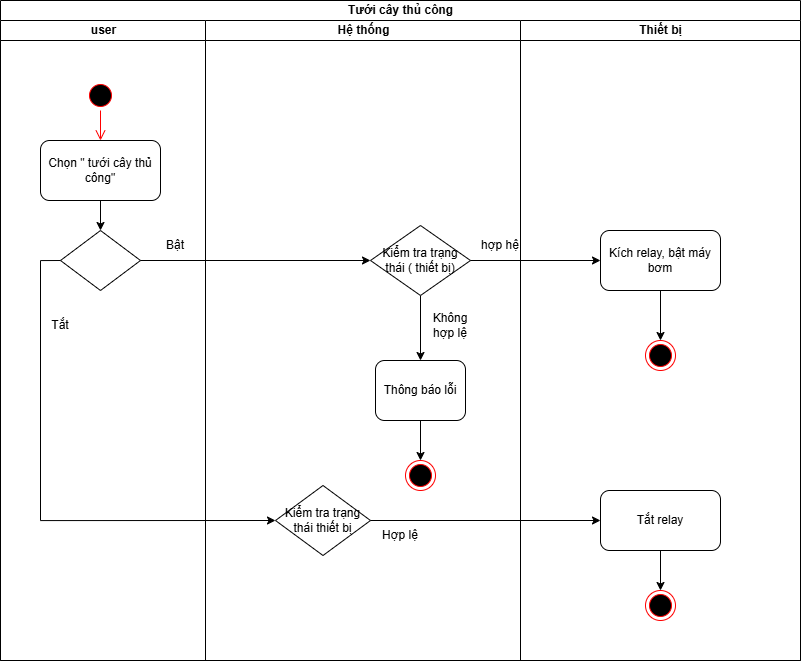 Tưới cây thủ công
user
Hệ thống
Thiết bị
Chọn " tưới cây thủ
công"
Bật
Kiểm tra trạng
thái ( thiết bị)
hợp hệ
Kích relay, bật máy
bơm
Tắt
Không
hợp lệ
Thông báo lỗi
Kiểm tra trạng
thái thiết bị
Hợp lệ
Tắt relay